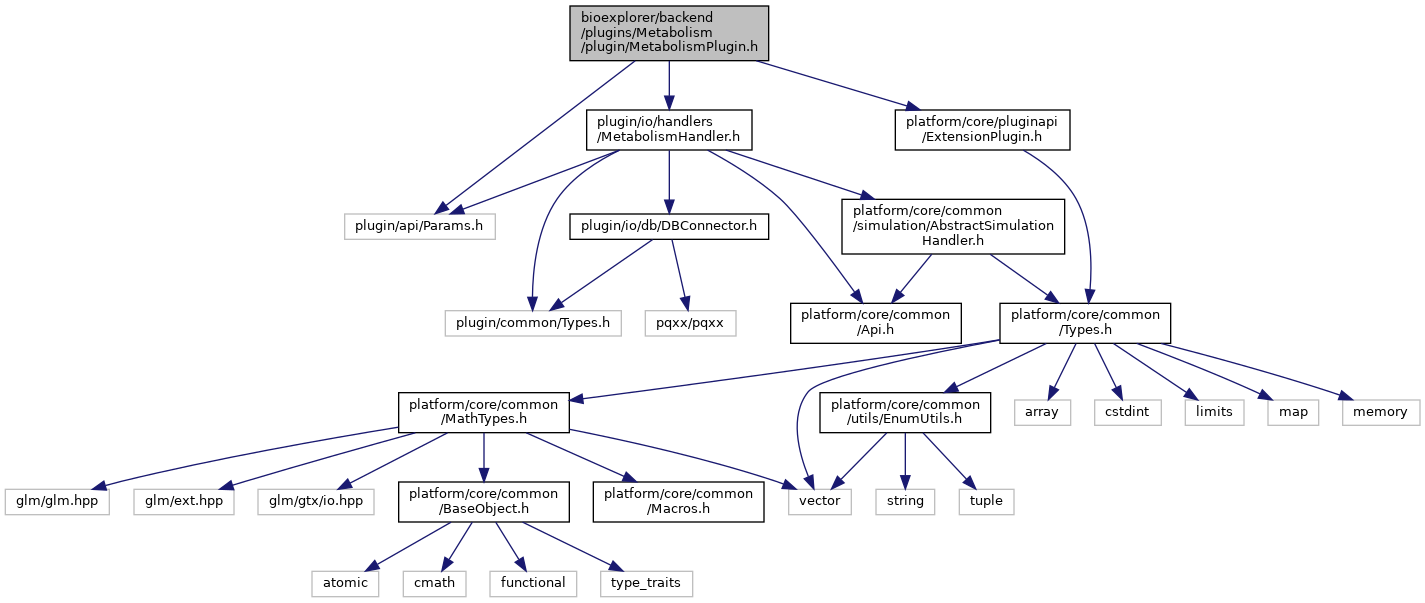 bioexplorer/backend
/plugins/Metabolism
/plugin/MetabolismPlugin.h
plugin/io/handlers
/MetabolismHandler.h
platform/core/pluginapi
/ExtensionPlugin.h
plugin/api/Params.h
plugin/io/db/DBConnector.h
platform/core/common
/simulation/AbstractSimulation
Handler.h
plugin/common/Types.h
pqxx/pqxx
platform/core/common
/Api.h
platform/core/common
/Types.h
platform/core/common
/MathTypes.h
platform/core/common
/utils/EnumUtils.h
array
cstdint
limits
map
memory
glm/glm.hpp
glm/ext.hpp
glm/gtx/io.hpp
platform/core/common
/BaseObject.h
platform/core/common
/Macros.h
vector
string
tuple
atomic
cmath
functional
type_traits